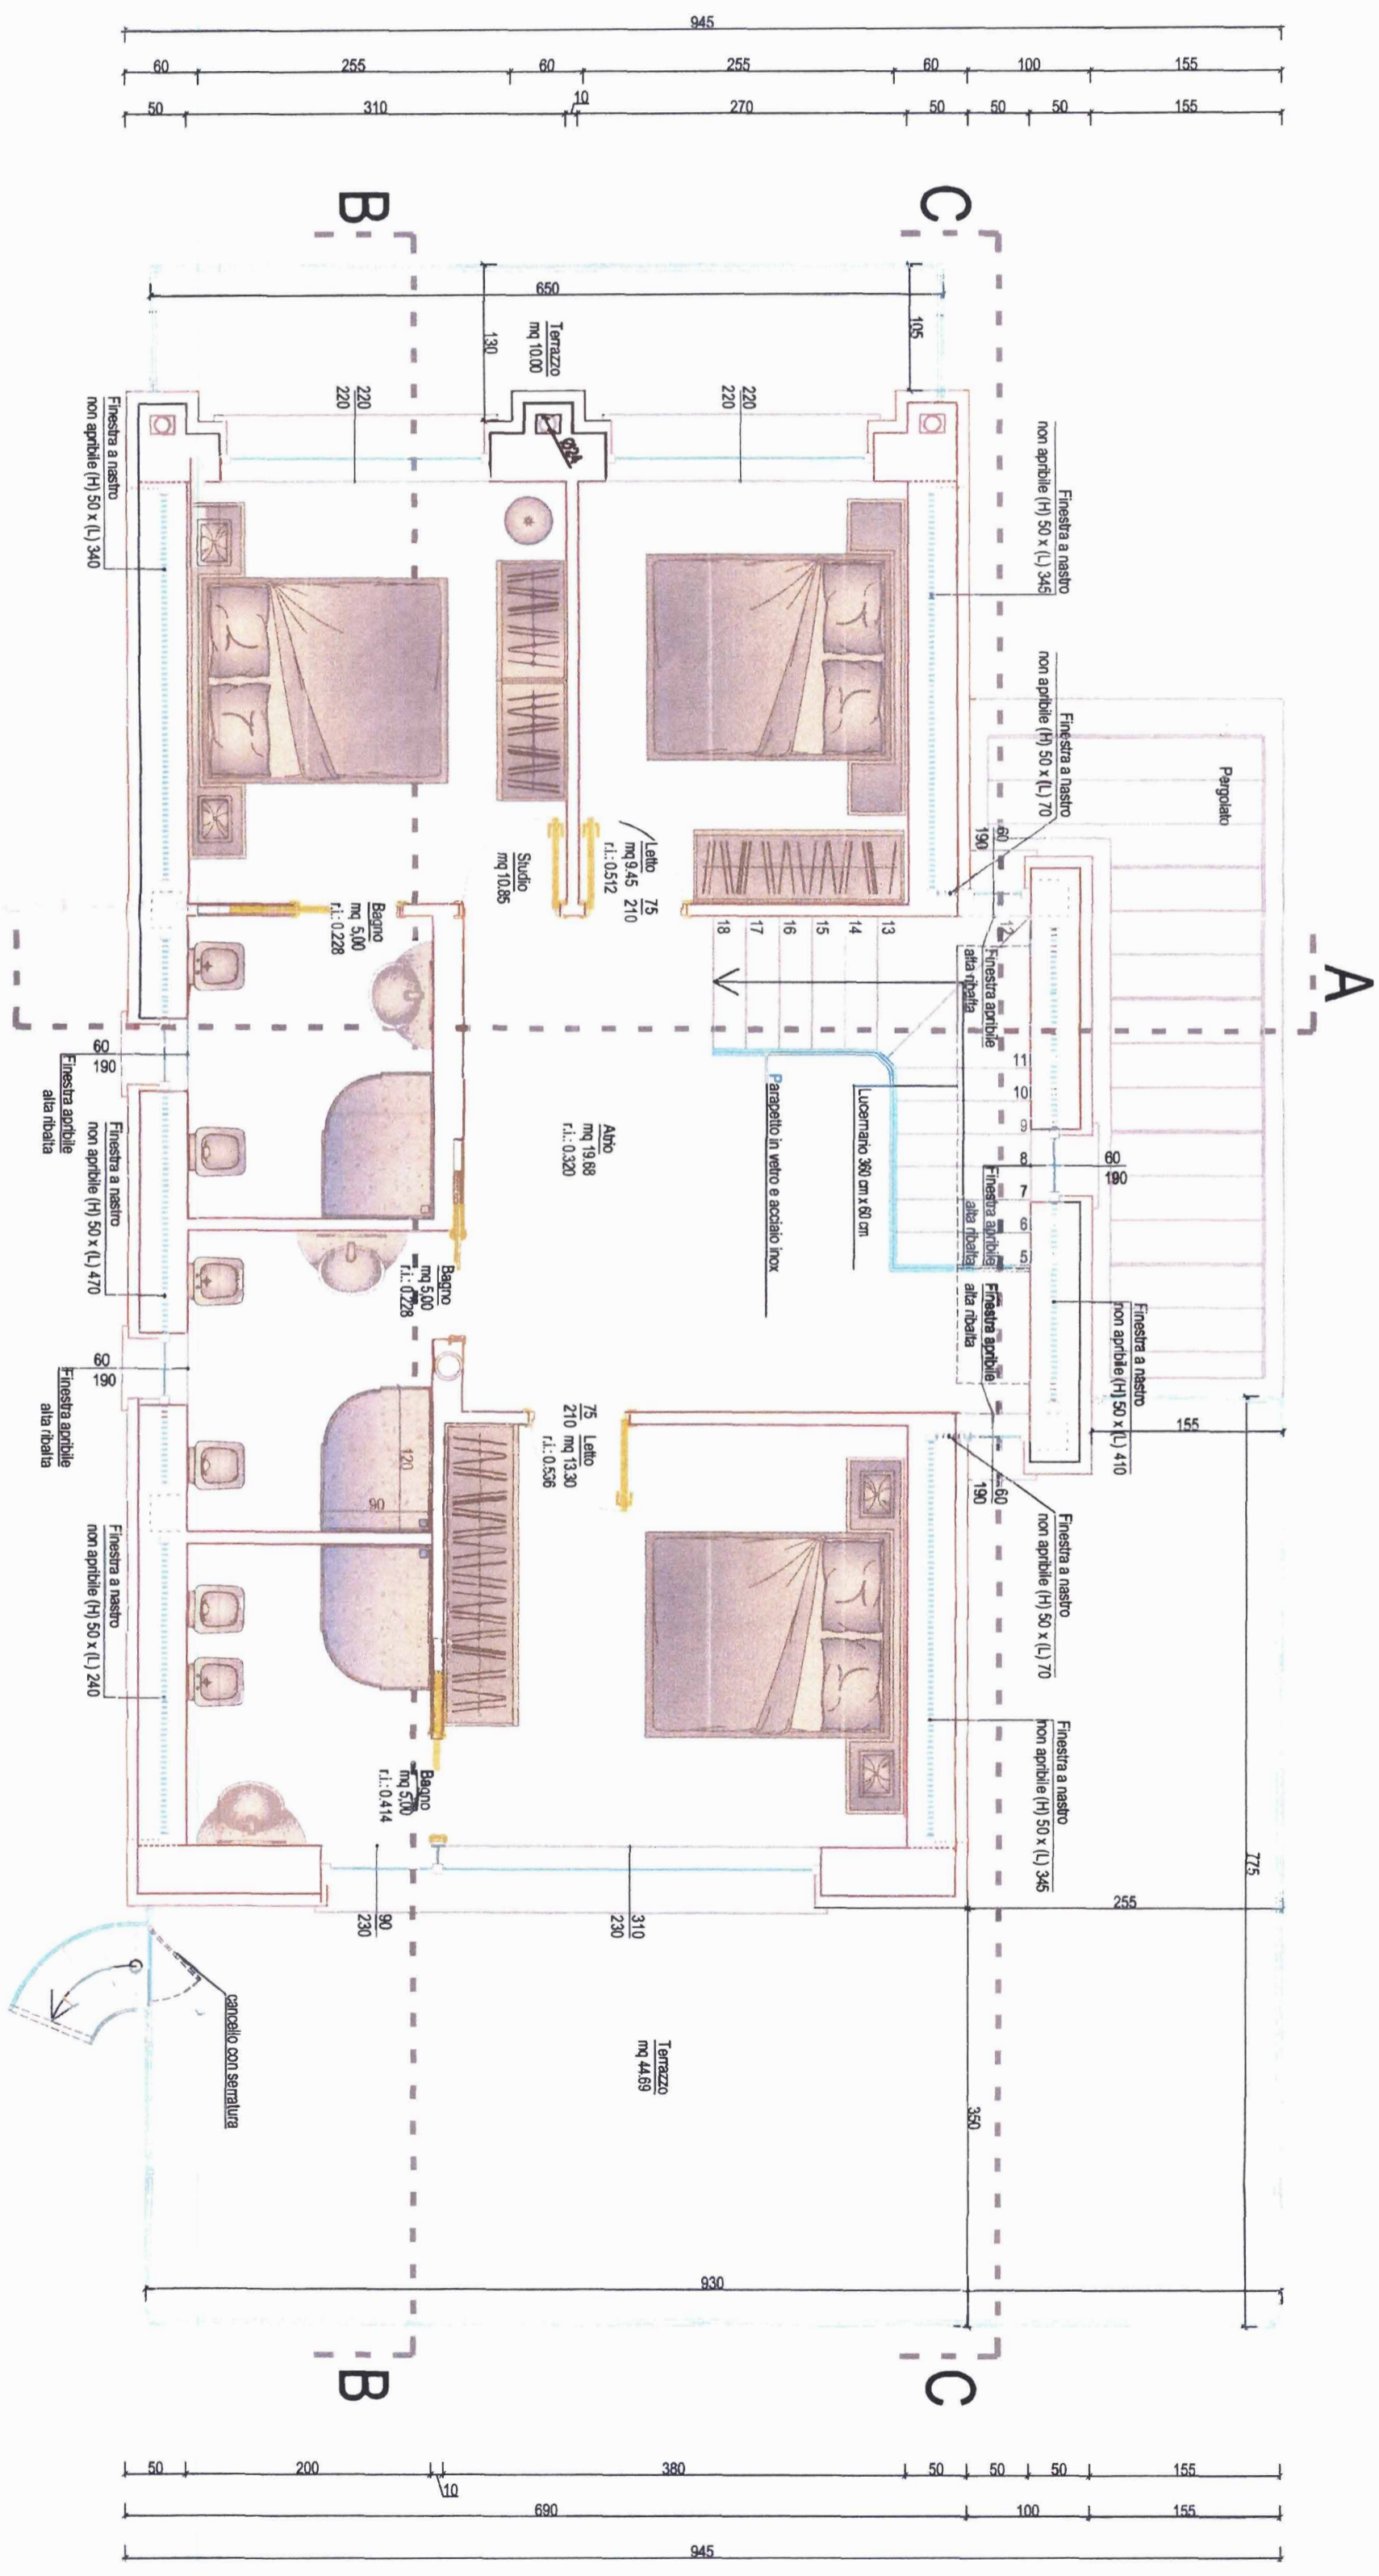 945
60 255 60 255 60 100 155
50 310 10 270 50 50 50 155
B
C
650
105
130
Terrazzo
mq 10.00
220
220
220
220
Ø24
Finestra a nastro
non apribile (H) 50 x (L) 340
Finestra a nastro
non apribile (H) 50 x (L) 345
Finestra a nastro
non apribile (H) 50 x (L) 70
Pergolato
60
190
Letto
mq 9.45
r.i.: 0.512
75
210
Studio
mq 10.85
Bagno
mq 5,00
r.i.: 0.228
18
17
16
15
14
13
12
11
10
9
8
7
6
5
A
Finestra apribile
alta ribalta
60
190
Finestra apribile
alta ribalta
Finestra a nastro
non apribile (H) 50 x (L) 470
Atrio
mq 19.68
r.i.: 0.320
Parapetto in vetro e acciaio inox
Lucernario 360 cm x 60 cm
60
190
Finestra apribile
alta ribalta
Finestra apribile
alta ribalta
Finestra a nastro
non apribile (H) 50 x (L) 410
Bagno
mq 5,00
r.i.: 0.228
60
190
Finestra apribile
alta ribalta
120
90
75
210
Letto
mq 13.30
r.i.: 0.536
155
60
190
Finestra a nastro
non apribile (H) 50 x (L) 70
Finestra a nastro
non apribile (H) 50 x (L) 240
Bagno
mq 5,00
r.i.: 0.414
Finestra a nastro
non apribile (H) 50 x (L) 345
775
255
90
230
310
230
cancello con serratura
Terrazzo
mq 44.69
350
930
B
C
50 200 10 380 50 50 50 155
690 100 155
945